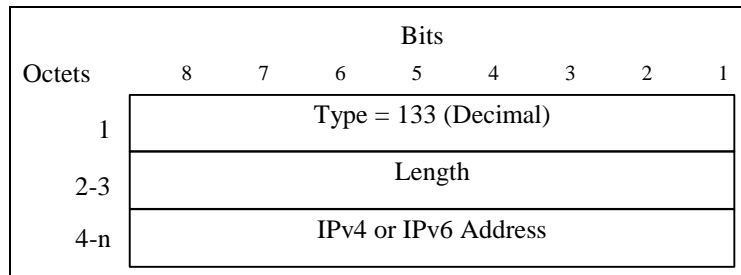 Bits
Octets 8 7 6 5 4 3 2 1
1 Type = 133 (Decimal)
2-3 Length
4-n IPv4 or IPv6 Address